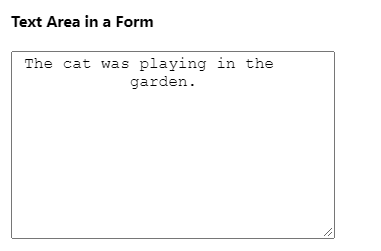 Text Area in a Form
The cat was playing in the
garden.